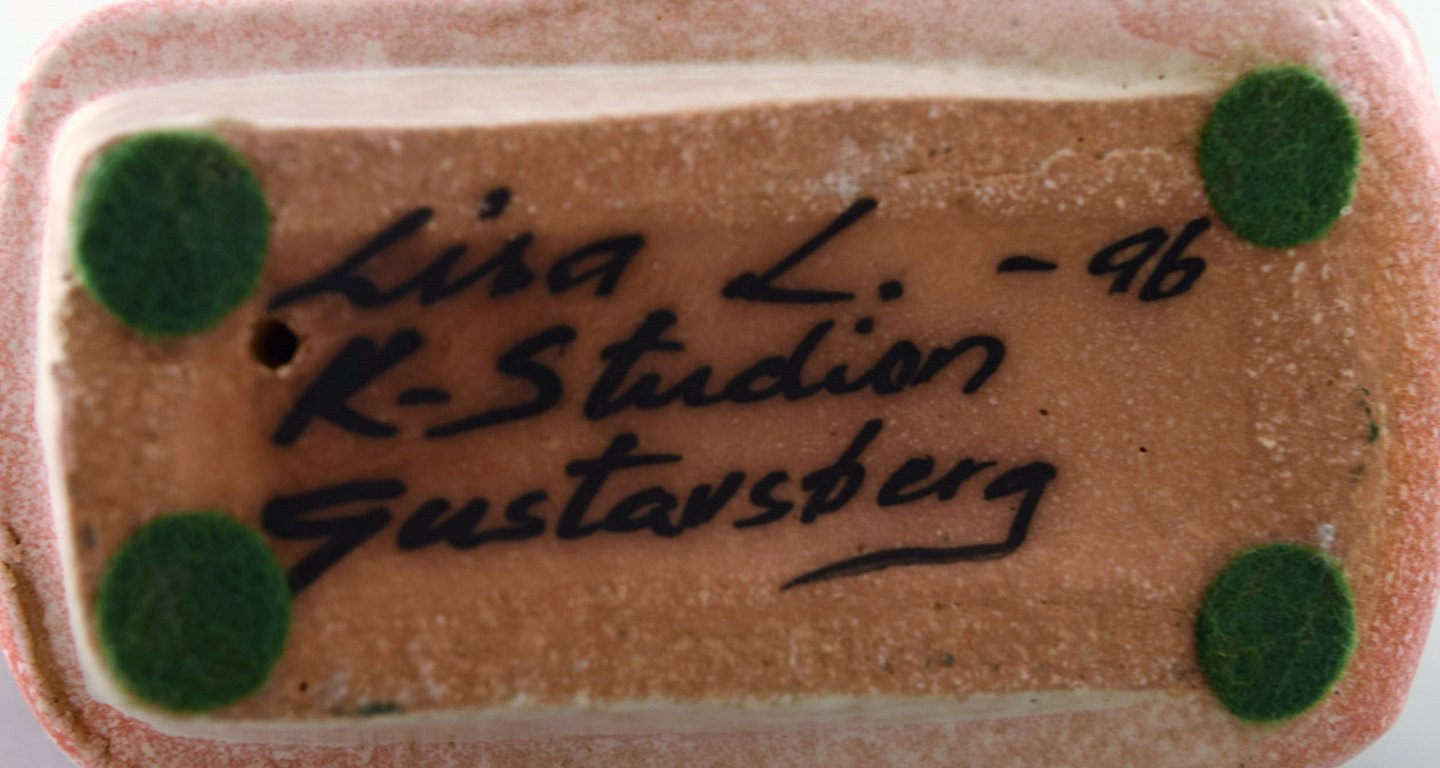 Lisa L. - 96
K-Studion
Gustavsberg